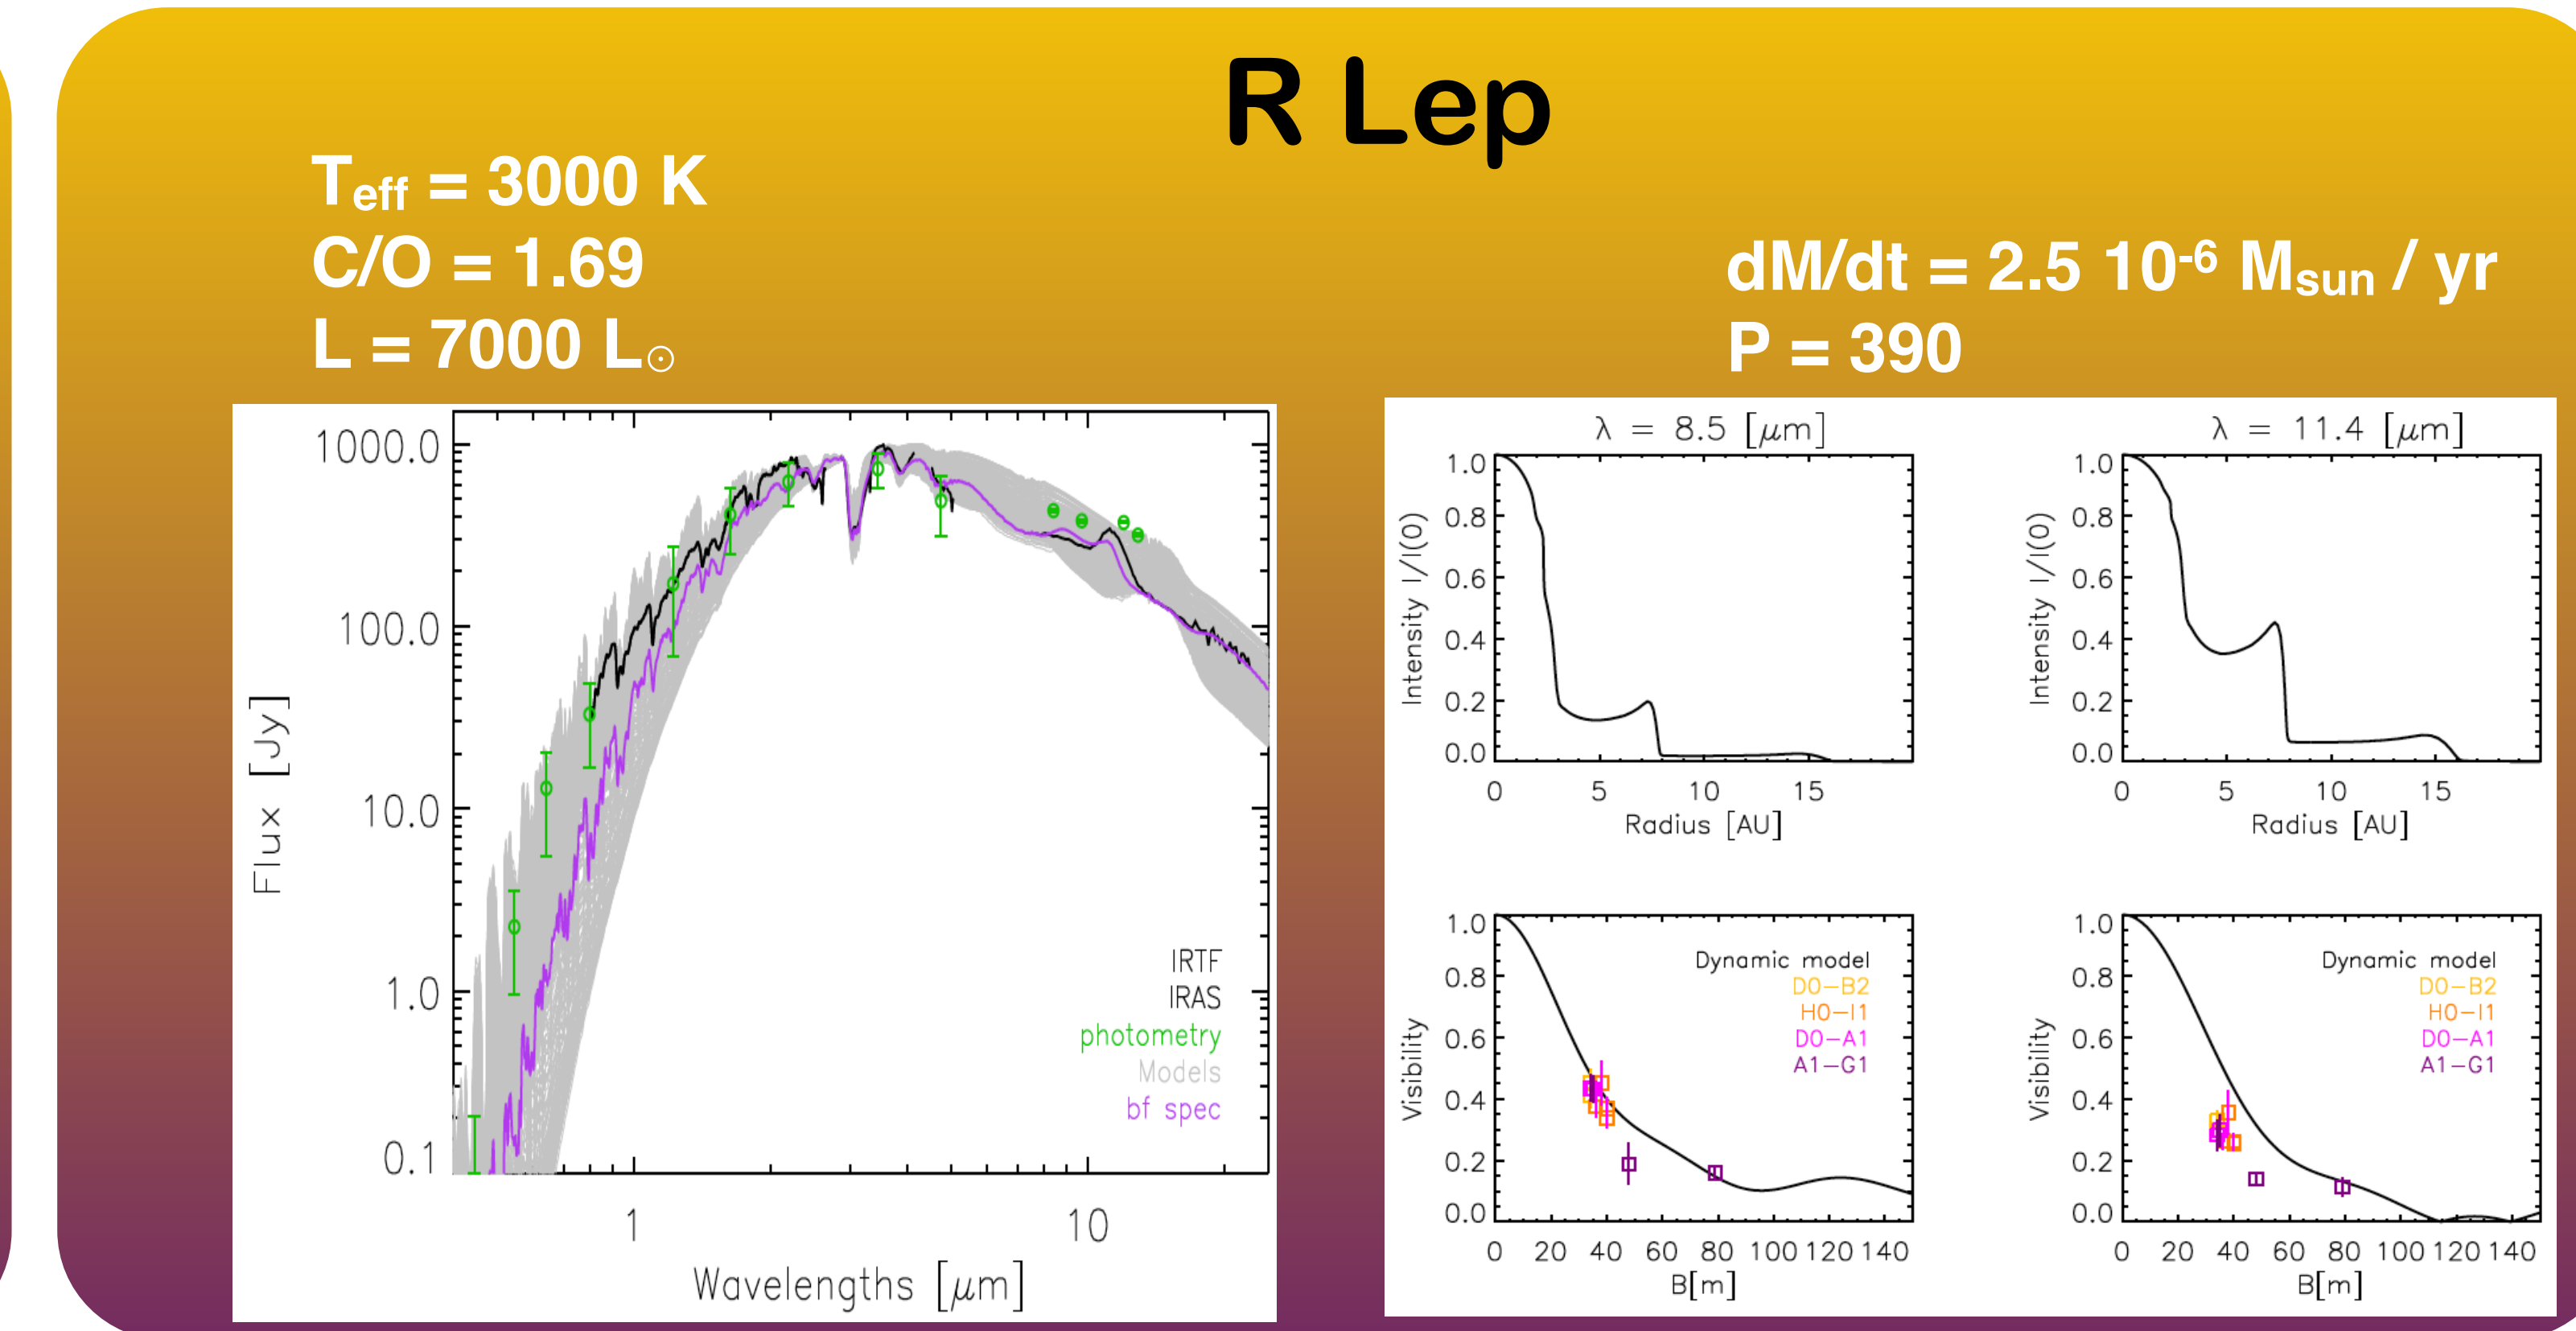 R Lep
Teff = 3000 K
C/O = 1.69
L = 7000 L☉
dM/dt = 2.5 10-6 Msun / yr
P = 390
1000.0
100.0
10.0
1.0
0.1
Flux [Jy]
IRTF
IRAS
photometry
Models
bf spec
1 10
Wavelengths [μm]
λ = 8.5 [μm]
1.0
0.8
0.6
0.4
0.2
0.0
Intensity I/I(0)
0 5 10 15
Radius [AU]
λ = 11.4 [μm]
1.0
0.8
0.6
0.4
0.2
0.0
Intensity I/I(0)
0 5 10 15
Radius [AU]
1.0
0.8
0.6
0.4
0.2
0.0
Visibility
Dynamic model
D0-B2
H0-I1
D0-A1
A1-G1
0 20 40 60 80 100 120 140
B[m]
1.0
0.8
0.6
0.4
0.2
0.0
Visibility
Dynamic model
D0-B2
H0-I1
D0-A1
A1-G1
0 20 40 60 80 100 120 140
B[m]